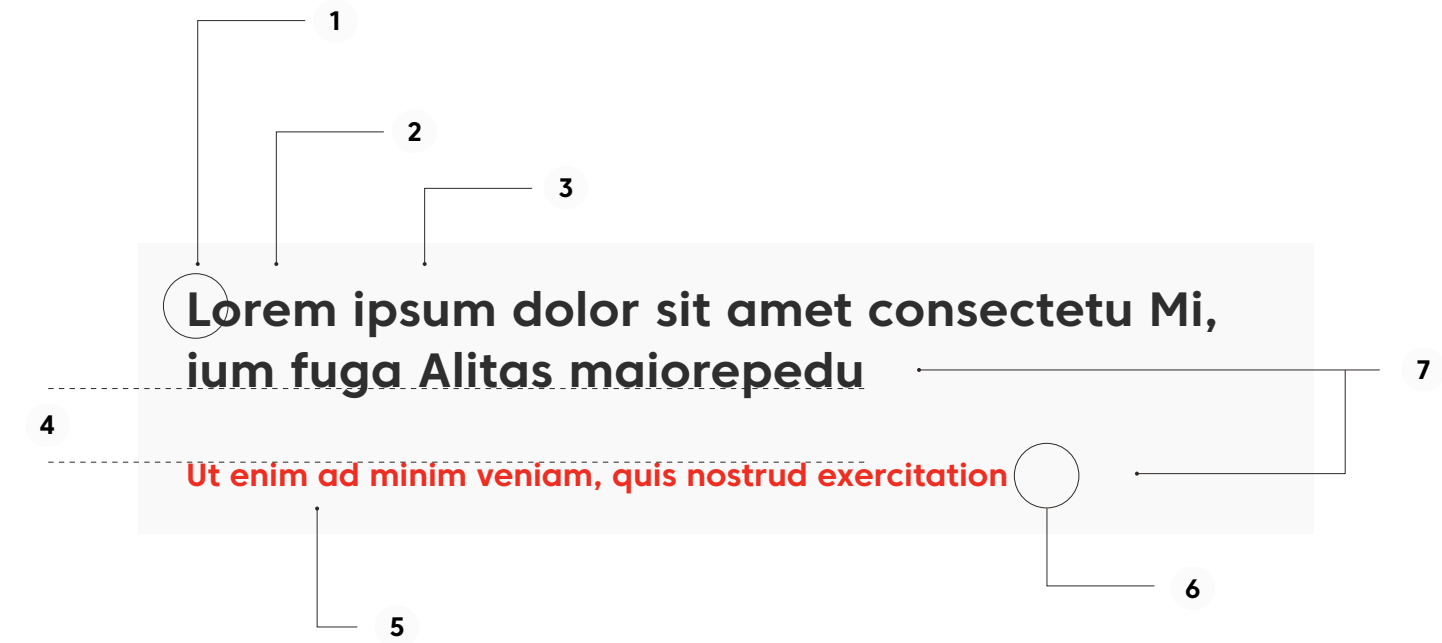 1
2
3
Lorem ipsum dolor sit amet consectetu Mi,
ium fuga Alitas maiorepedu
7
4
Ut enim ad minim veniam, quis nostrud exercitation
6
5